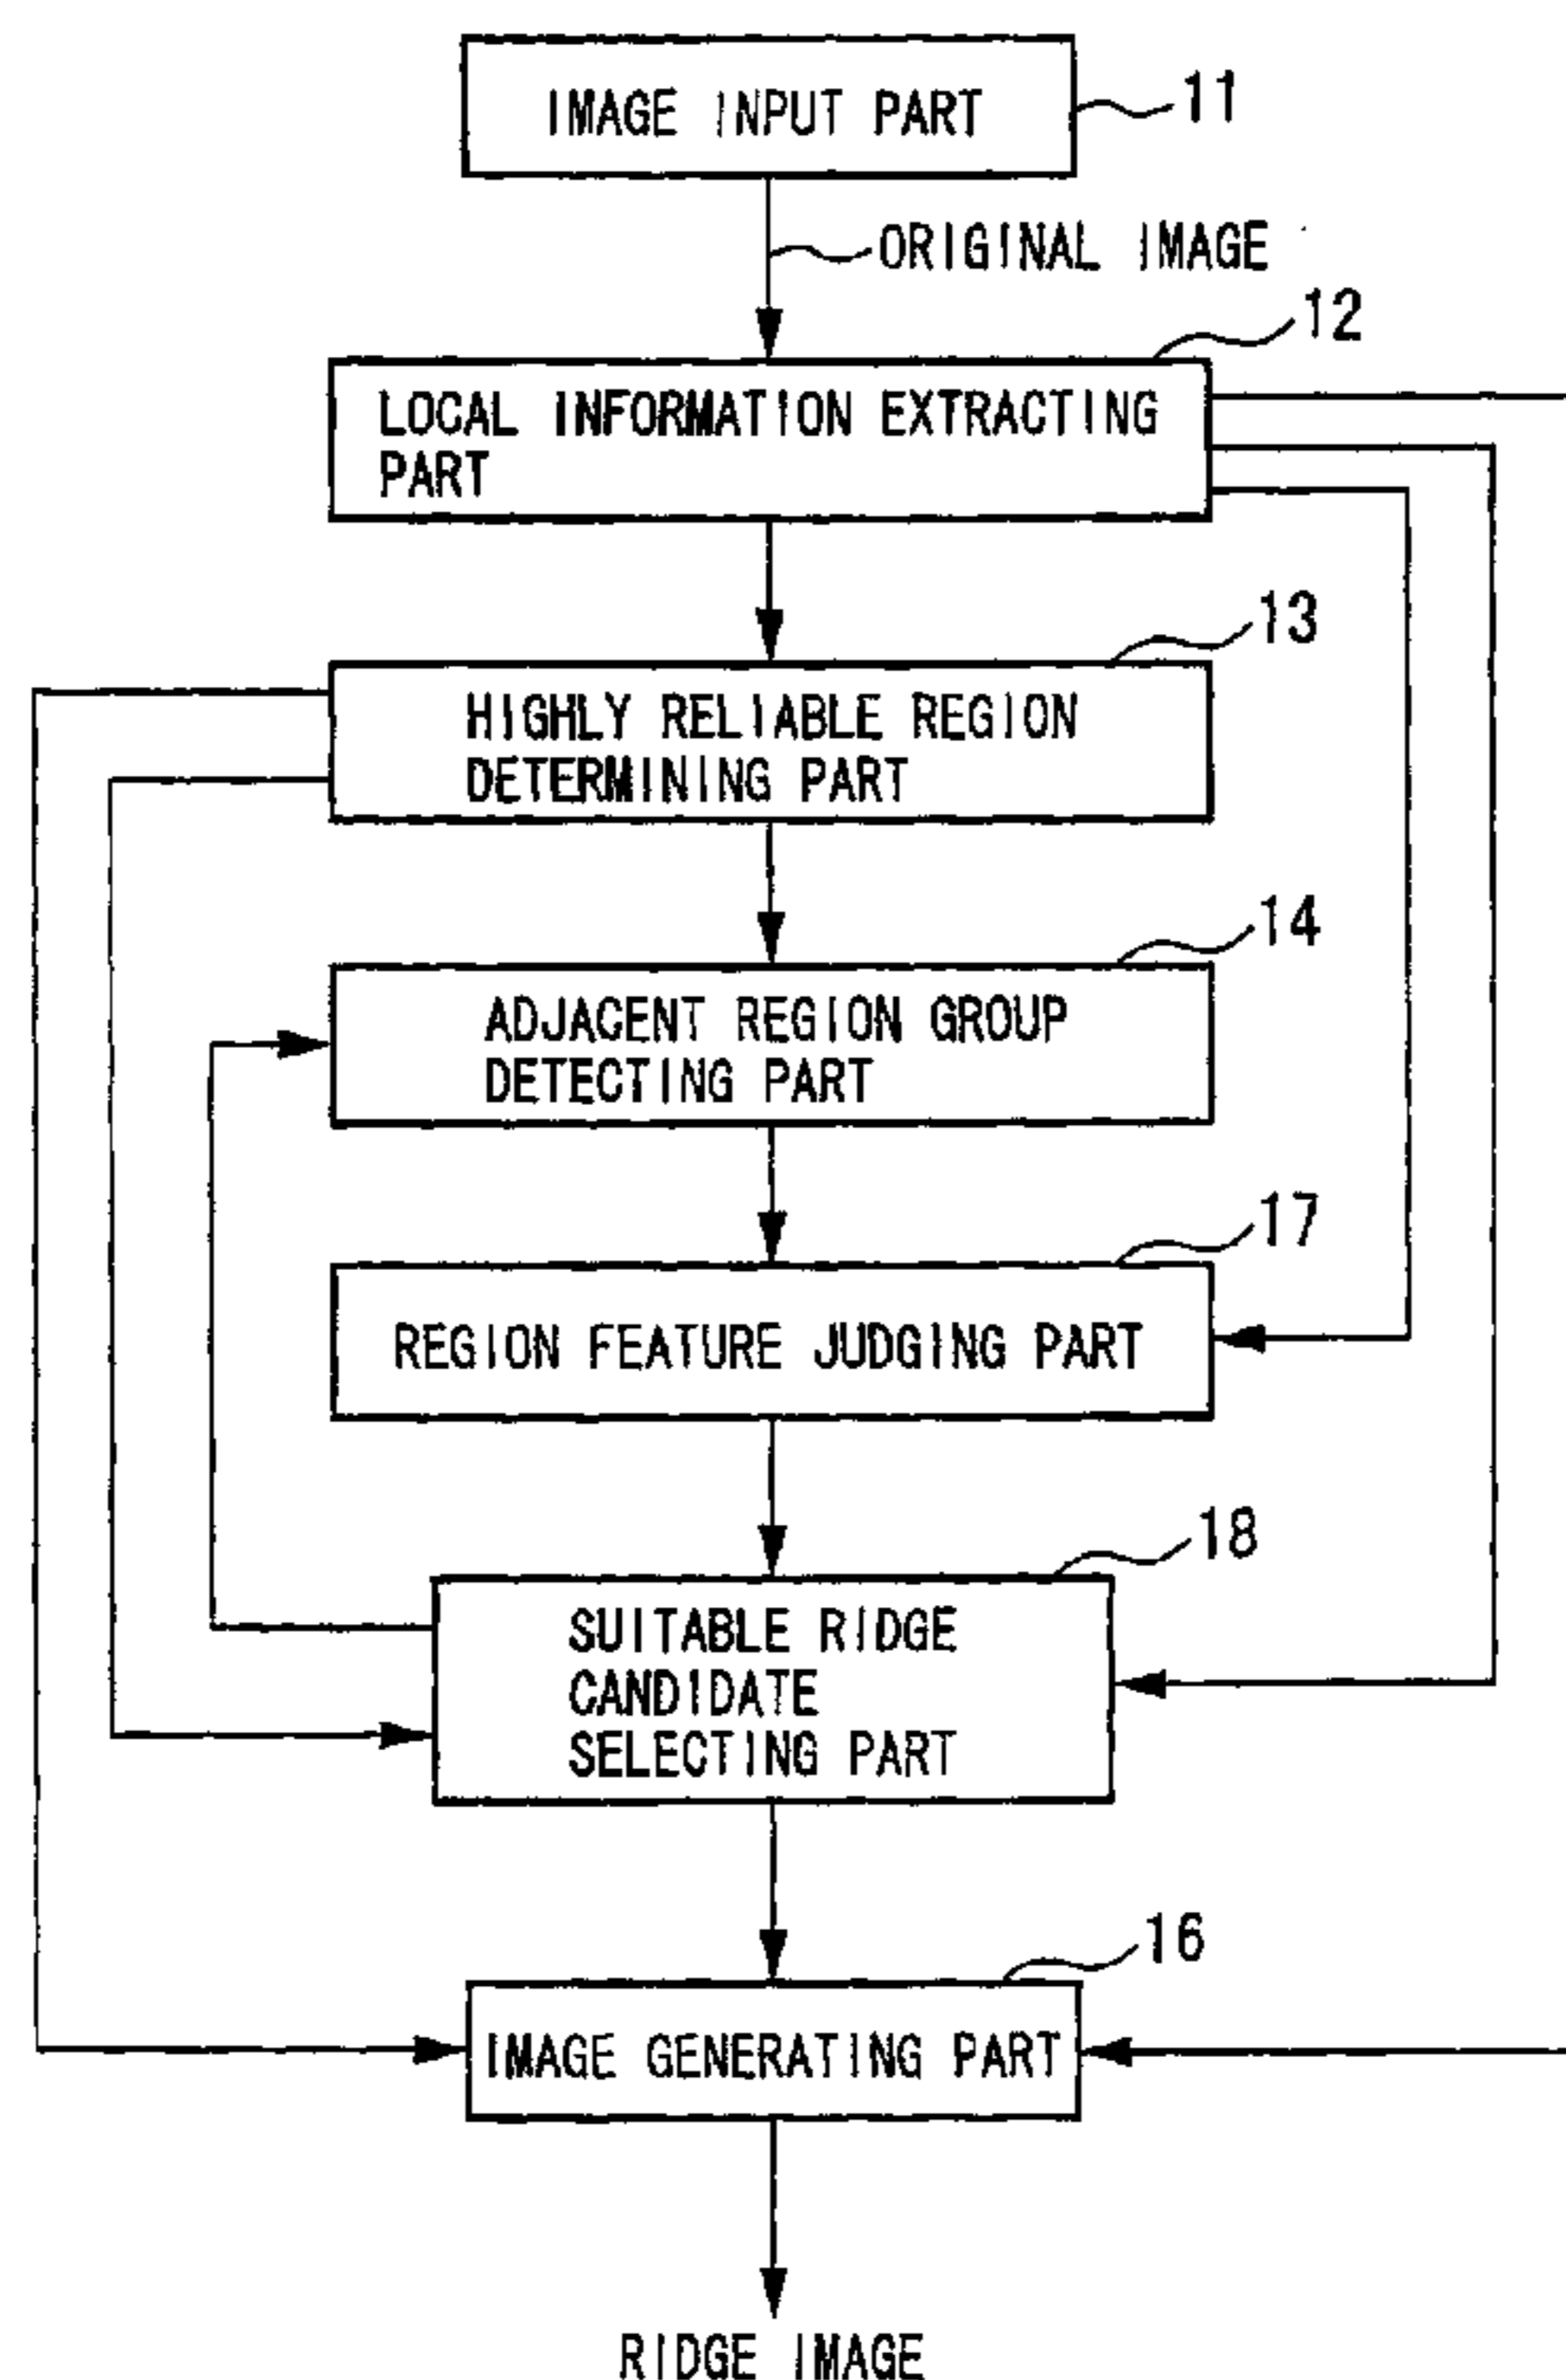 IMAGE INPUT PART
11
ORIGINAL IMAGE
12
LOCAL INFORMATION EXTRACTING
PART
13
HIGHLY RELIABLE REGION
DETERMINING PART
14
ADJACENT REGION GROUP
DETECTING PART
17
REGION FEATURE JUDGING PART
18
SUITABLE RIDGE
CANDIDATE
SELECTING PART
16
IMAGE GENERATING PART
RIDGE IMAGE